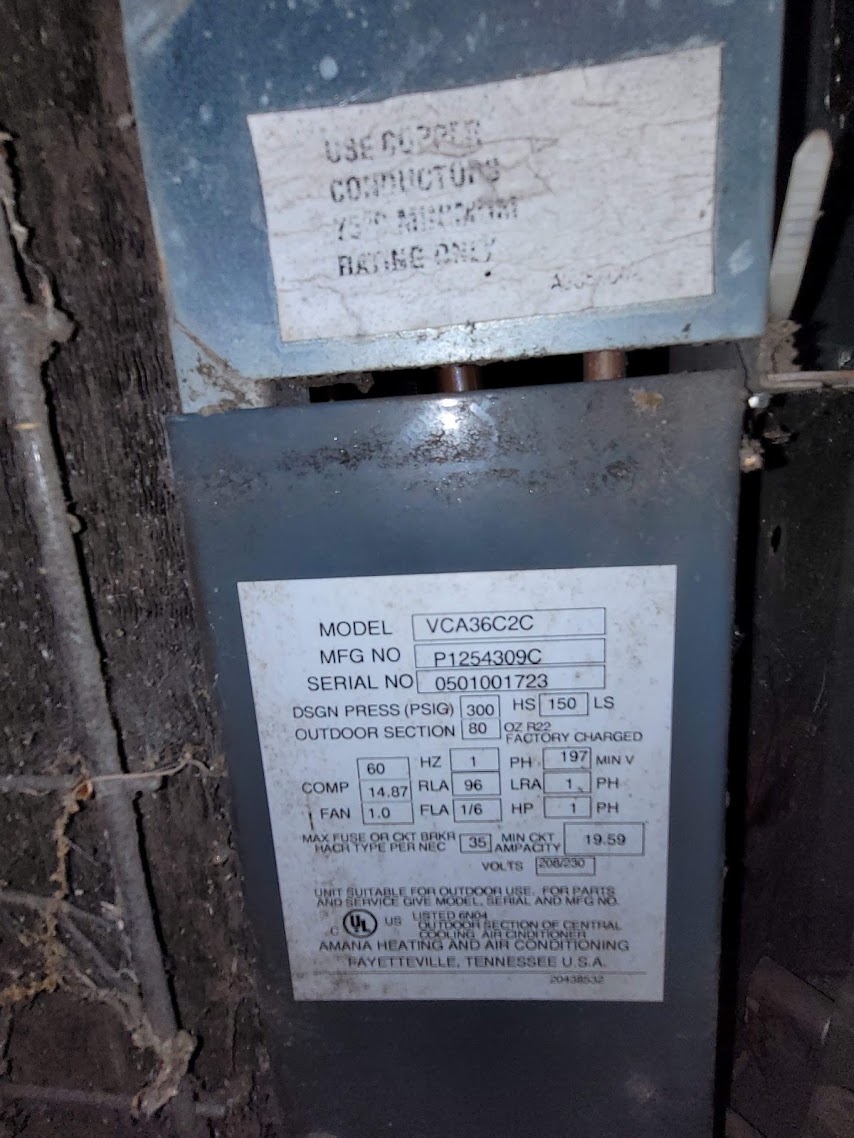 USE COPPER
CONDUCTORS
75°C MINIMUM
RATING ONLY
MODEL VCA36C2C
MFG NO P1254309C
SERIAL NO 0501001723
DSGN PRESS (PSIG) 300 HS 150 LS
OUTDOOR SECTION 80 OZ R22 FACTORY CHARGED
60 HZ 1 PH 197 MIN V
COMP 14.87 RLA 96 LRA 1 PH
FAN 1.0 FLA 1/6 HP 1 PH
MAX FUSE OR CKT BRKR HACR TYPE PER NEC 35 MIN CKT AMPACITY 19.59
VOLTS 208/230
UNIT SUITABLE FOR OUTDOOR USE. FOR PARTS
AND SERVICE GIVE MODEL, SERIAL AND MFG NO.
C UL US LISTED 6N04
OUTDOOR SECTION OF CENTRAL
COOLING AIR CINDITIONER
AMANA HEATING AND AIR CONDITIONING
FAYETTEVILLE, TENNESSEE U.S.A.
20438532